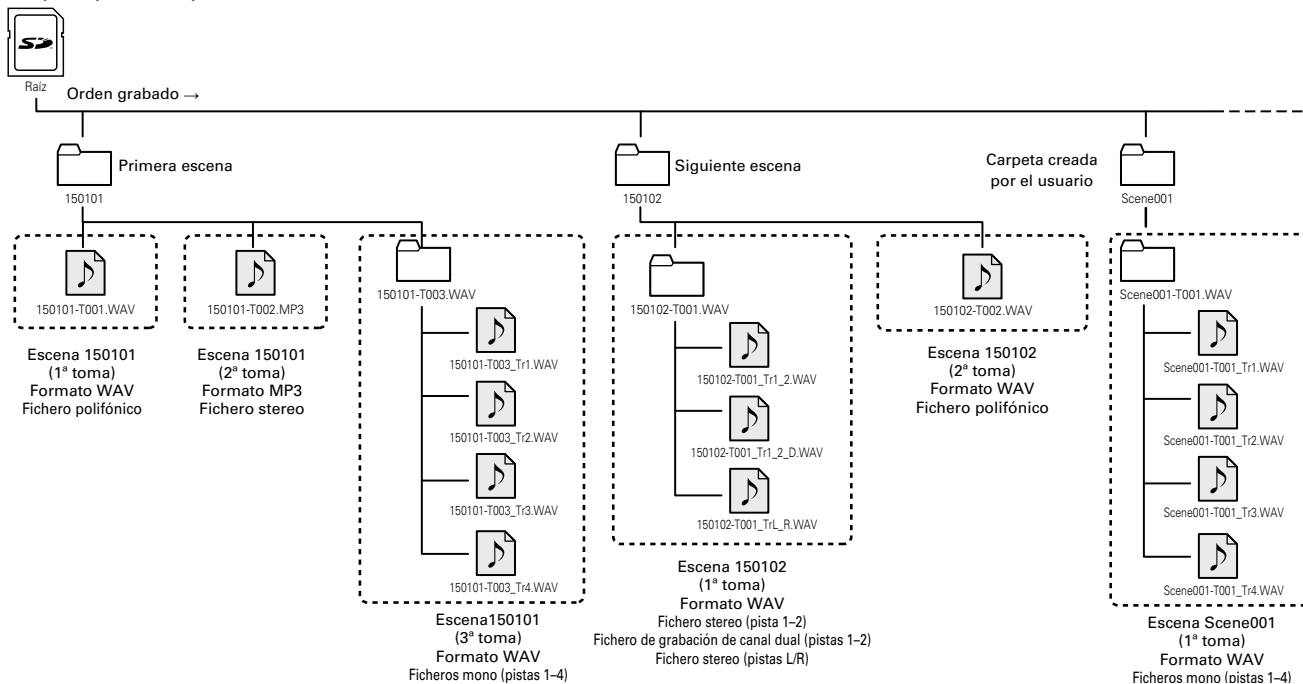 SD
Raíz
Orden grabado →
Primera escena
150101
Siguiente escena
150102
Carpeta creada
por el usuario
Scene001
150101-T001.WAV
Escena 150101
(1ª toma)
Formato WAV
Fichero polifónico
150101-T002.MP3
Escena 150101
(2ª toma)
Formato MP3
Fichero stereo
150101-T003.WAV
150101-T003_Tr1.WAV
150101-T003_Tr2.WAV
150101-T003_Tr3.WAV
150101-T003_Tr4.WAV
Escena150101
(3ª toma)
Formato WAV
Ficheros mono (pistas 1–4)
150102-T001.WAV
150102-T001_Tr1_2.WAV
150102-T001_Tr1_2_D.WAV
150102-T001_TrL_R.WAV
Escena 150102
(1ª toma)
Formato WAV
Fichero stereo (pista 1–2)
Fichero de grabación de canal dual (pistas 1–2)
Fichero stereo (pistas L/R)
150102-T002.WAV
Escena 150102
(2ª toma)
Formato WAV
Fichero polifónico
Scene001-T001.WAV
Scene001-T001_Tr1.WAV
Scene001-T001_Tr2.WAV
Scene001-T001_Tr3.WAV
Scene001-T001_Tr4.WAV
Escena Scene001
(1ª toma)
Formato WAV
Ficheros mono (pistas 1–4)